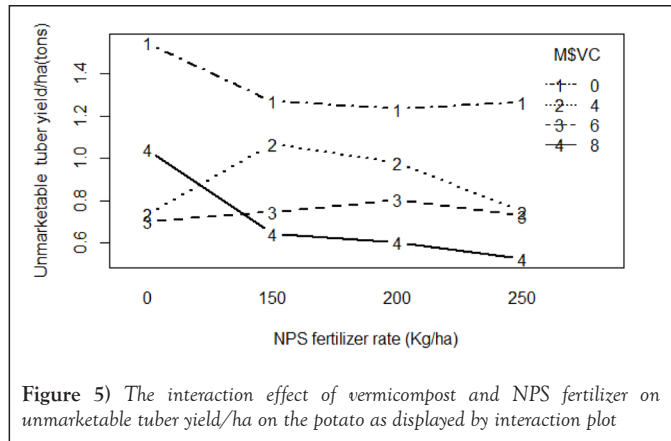 Unmarketable tuber yield/ha(tons)
1.4
1.2
1.0
0.8
0.6
1 1 1 1
2 2 2 2
3 3 3 3
4 4 4 4
M$VC
1 0
2 4
3 6
4 8
0 150 200 250
NPS fertilizer rate (Kg/ha)
Figure 5) The interaction effect of vermicompost and NPS fertilizer on
unmarketable tuber yield/ha on the potato as displayed by interaction plot